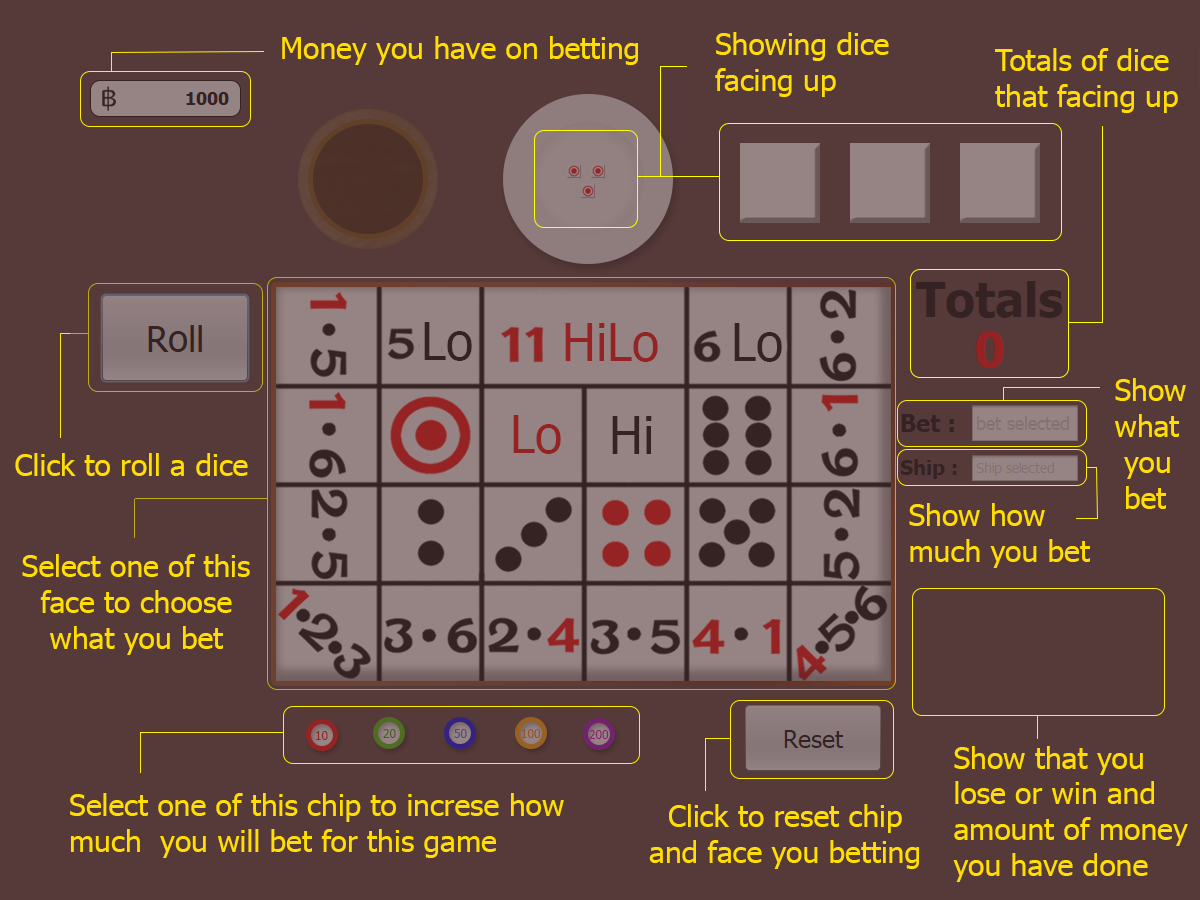 Money you have on betting
Showing dice
facing up
Totals of dice
that facing up
฿ 1000
Roll
Click to roll a dice
Select one of this
face to choose
what you bet
1•5
5 Lo
11 HiLo
6 Lo
6•2
1•6
Lo
Hi
6•1
2•5
5•2
1•2•3
3•6
2•4
3•5
4•1
4•5•6
Totals
0
Bet : bet selected
Ship : Ship selected
Show
what
you
bet
Show how
much you bet
10 20 50 100 200
Reset
Select one of this chip to increse how
much  you will bet for this game
Click to reset chip
and face you betting
Show that you
lose or win and
amount of money
you have done